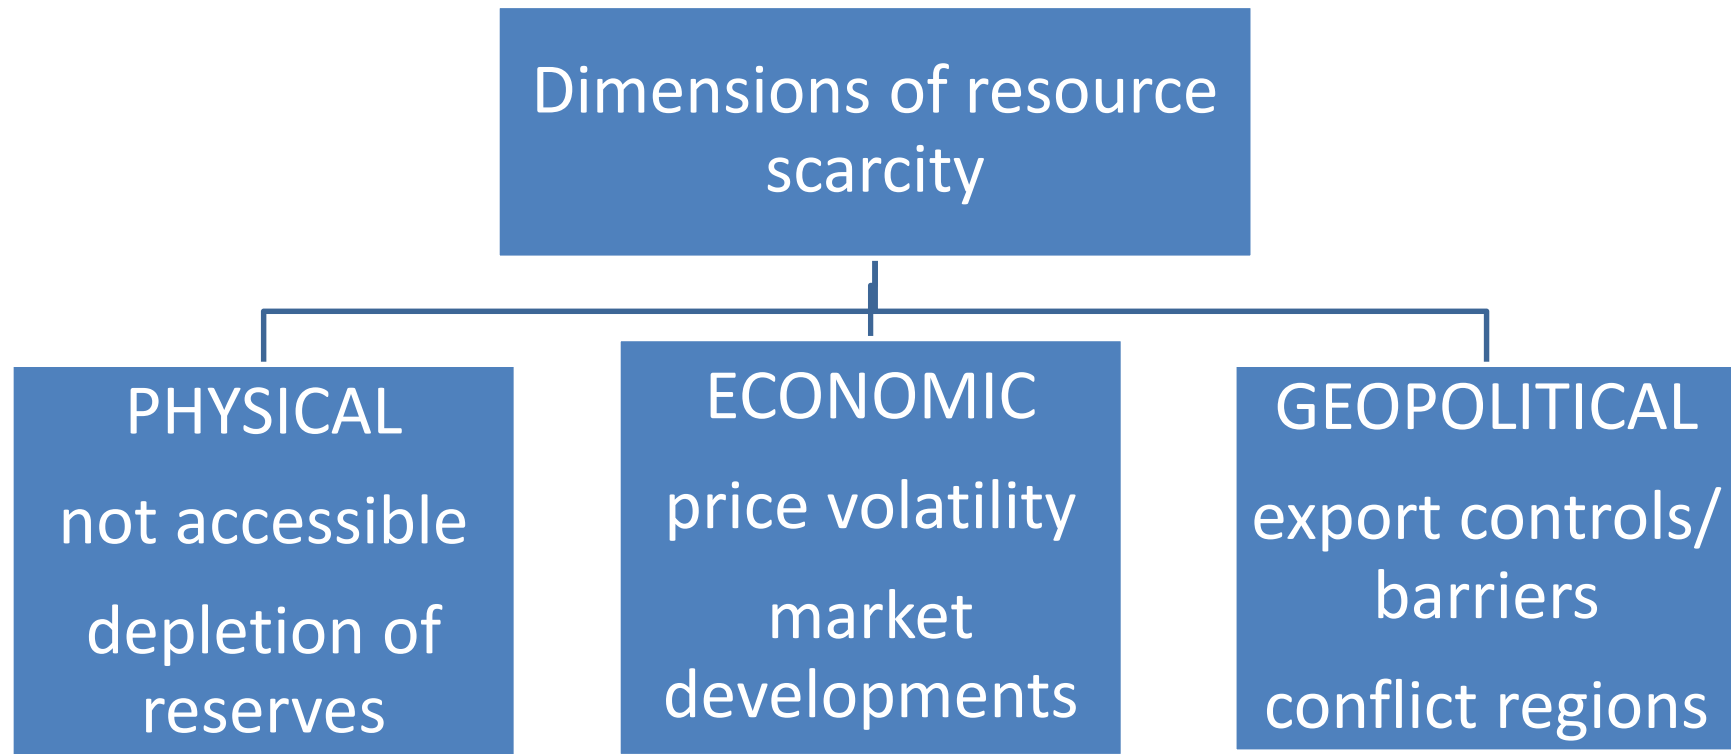 Dimensions of resource
scarcity
PHYSICAL
not accessible
depletion of
reserves
ECONOMIC
price volatility
market
developments
GEOPOLITICAL
export controls/
barriers
conflict regions